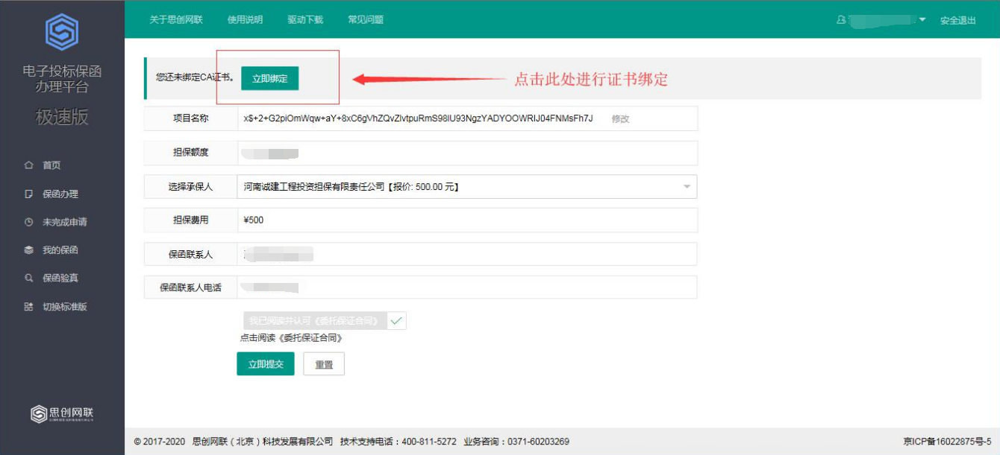 关于思创网联 使用说明 驱动下载 常见问题 安全退出
电子投标保函
办理平台
极速版
首页
保函办理
未完成申请
我的保函
保函验真
切换标准版
思创网联
您还未绑定CA证书。 立即绑定 点击此处进行证书绑定
项目名称 x$+2+G2piOmWqw+aY+8xC6gVhZQvZlvtpuRmS98lU93NgzYADYOOWRIJ04FNMsFh7J 修改
担保额度
选择承保人 河南诚建工程投资担保有限责任公司【报价: 500.00 元】
担保费用 ¥500
保函联系人
保函联系人电话
我已阅读并认可《委托保证合同》
点击阅读《委托保证合同》
立即提交 重置
© 2017-2020 思创网联（北京）科技发展有限公司 技术支持电话：400-811-5272 业务咨询：0371-60203269 京ICP备16022875号-5